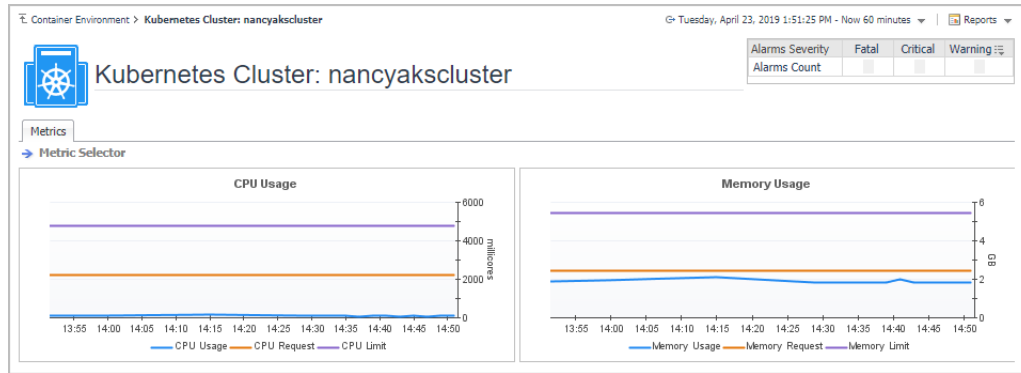 Container Environment > Kubernetes Cluster: nancyakscluster
Tuesday, April 23, 2019 1:51:25 PM - Now 60 minutes
Reports
Kubernetes Cluster: nancyakscluster
Alarms Severity Fatal Critical Warning
Alarms Count
Metrics
Metric Selector
CPU Usage
6000
4000
2000
0
millicores
13:55 14:00 14:05 14:10 14:15 14:20 14:25 14:30 14:35 14:40 14:45 14:50
CPU Usage CPU Request CPU Limit
Memory Usage
6
4
2
0
GB
13:55 14:00 14:05 14:10 14:15 14:20 14:25 14:30 14:35 14:40 14:45 14:50
Memory Usage Memory Request Memory Limit